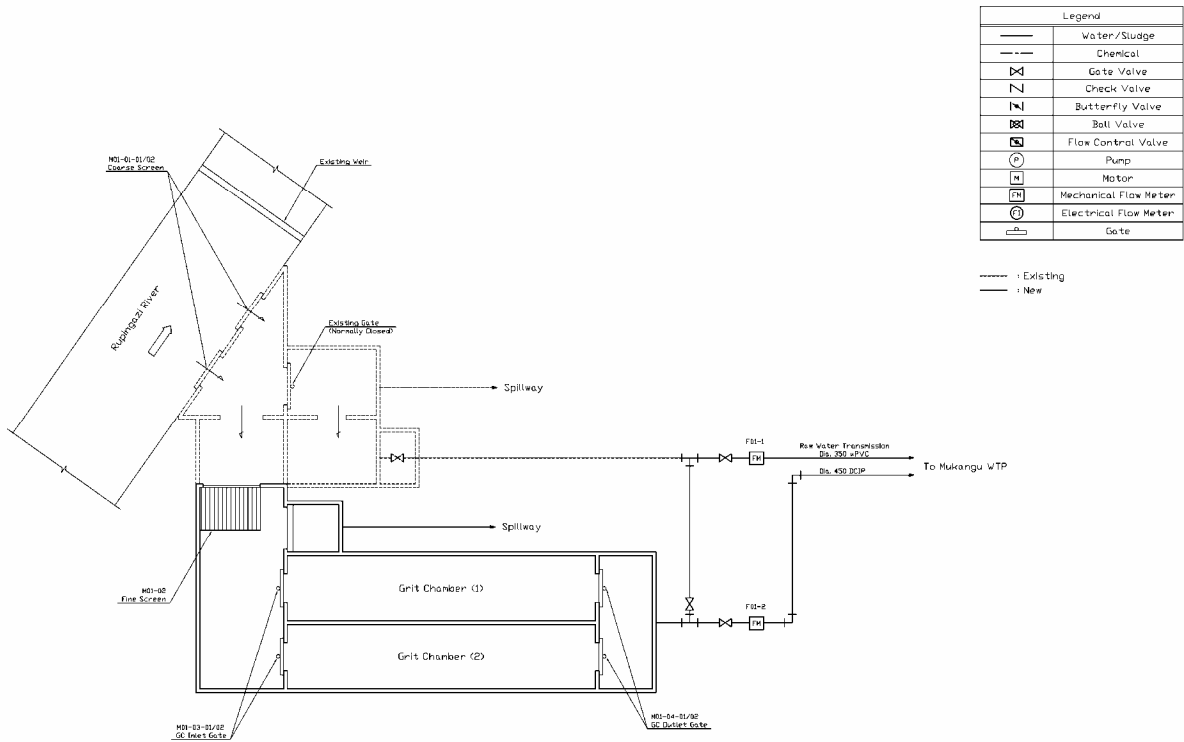 Legend
Water/Sludge
Chemical
Gate Valve
Check Valve
Butterfly Valve
Ball Valve
Flow Control Valve
P Pump
M Motor
FM Mechanical Flow Meter
FI Electrical Flow Meter
Gate
: Existing
: New
M01-01-01/02
Coarse Screen
Existing Weir
Rupingazi River
Existing Gate
(Normally Closed)
Spillway
F01-1
FM
Raw Water Transmission
Dia. 350 uPVC
Dia. 450 DCIP
To Mukangu WTP
Spillway
M01-02
Fine Screen
Grit Chamber (1)
F01-2
FM
Grit Chamber (2)
M01-03-01/02
GC Inlet Gate
M01-04-01/02
GC Outlet Gate